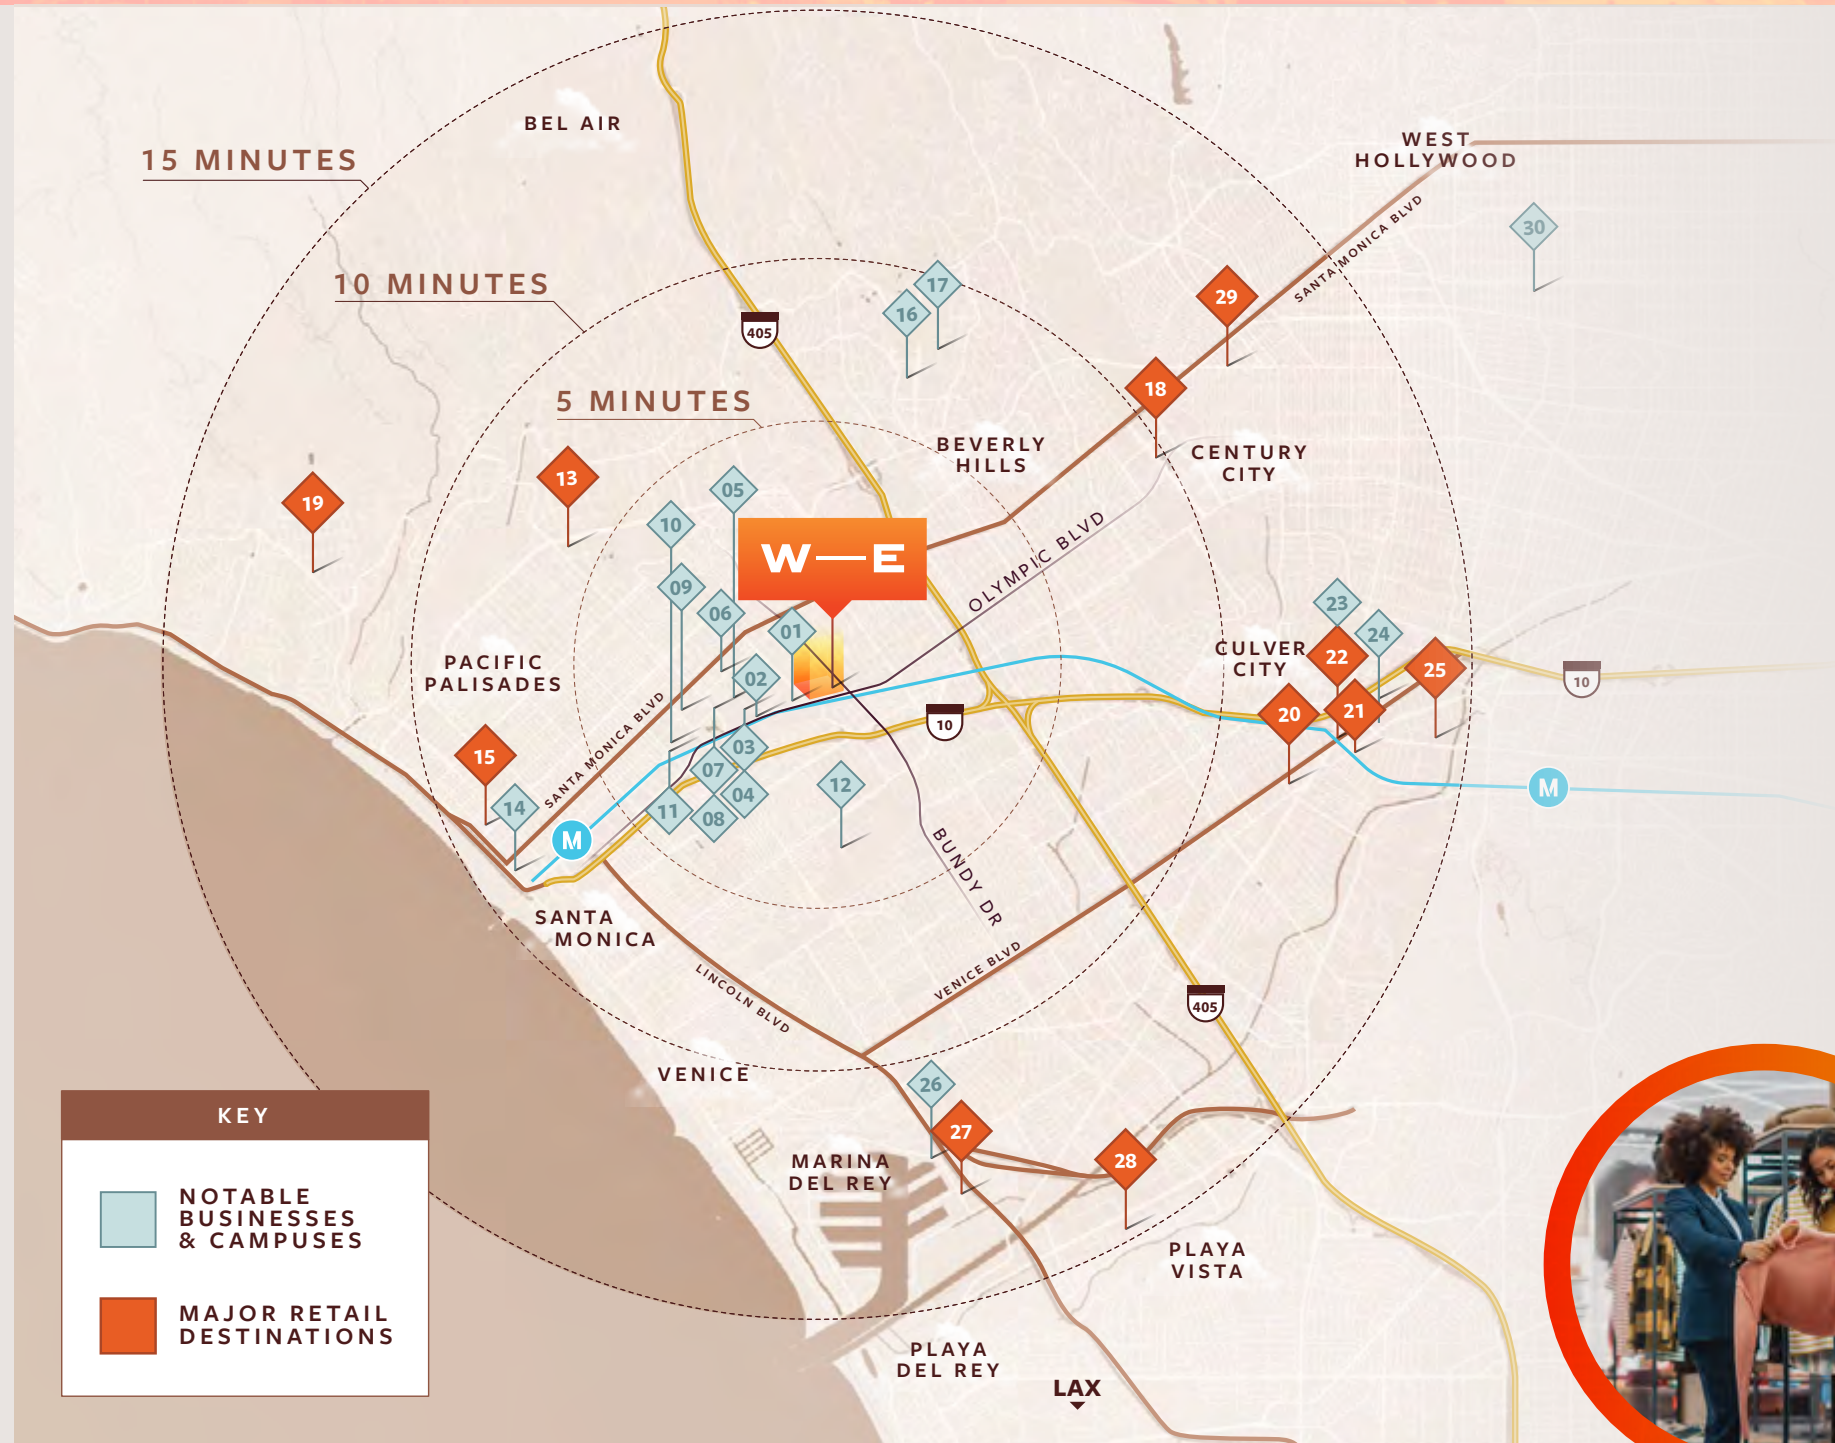 BEL AIR
15 MINUTES
WEST
HOLLYWOOD
SANTA MONICA BLVD
30
10 MINUTES
17
16
29
405
18
5 MINUTES
BEVERLY
HILLS
CENTURY
CITY
19
13
05
10
W—E
OLYMPIC BLVD
09
06
01
23
24
PACIFIC
PALISADES
02
CULVER
CITY
22
25
10
SANTA MONICA BLVD
20
21
10
15
03
07
12
04
14
11
08
M
M
BUNDY DR
SANTA
MONICA
VENICE BLVD
LINCOLN BLVD
405
VENICE
26
27
28
MARINA
DEL REY
KEY
NOTABLE
BUSINESSES
& CAMPUSES
MAJOR RETAIL
DESTINATIONS
PLAYA
VISTA
PLAYA
DEL REY
LAX